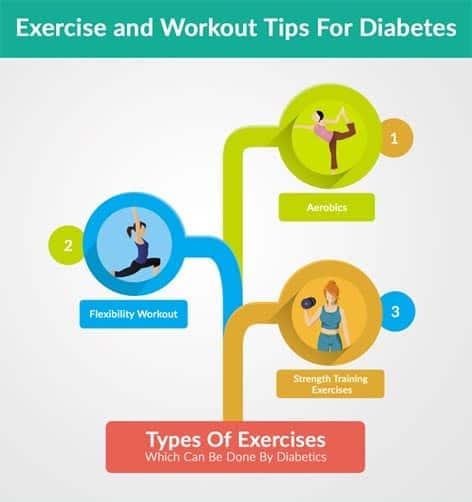 Exercise and Workout Tips For Diabetes
1
Aerobics
2
Flexibility Workout
3
Strength Training
Exercises
Types Of Exercises
Which Can Be Done By Diabetics